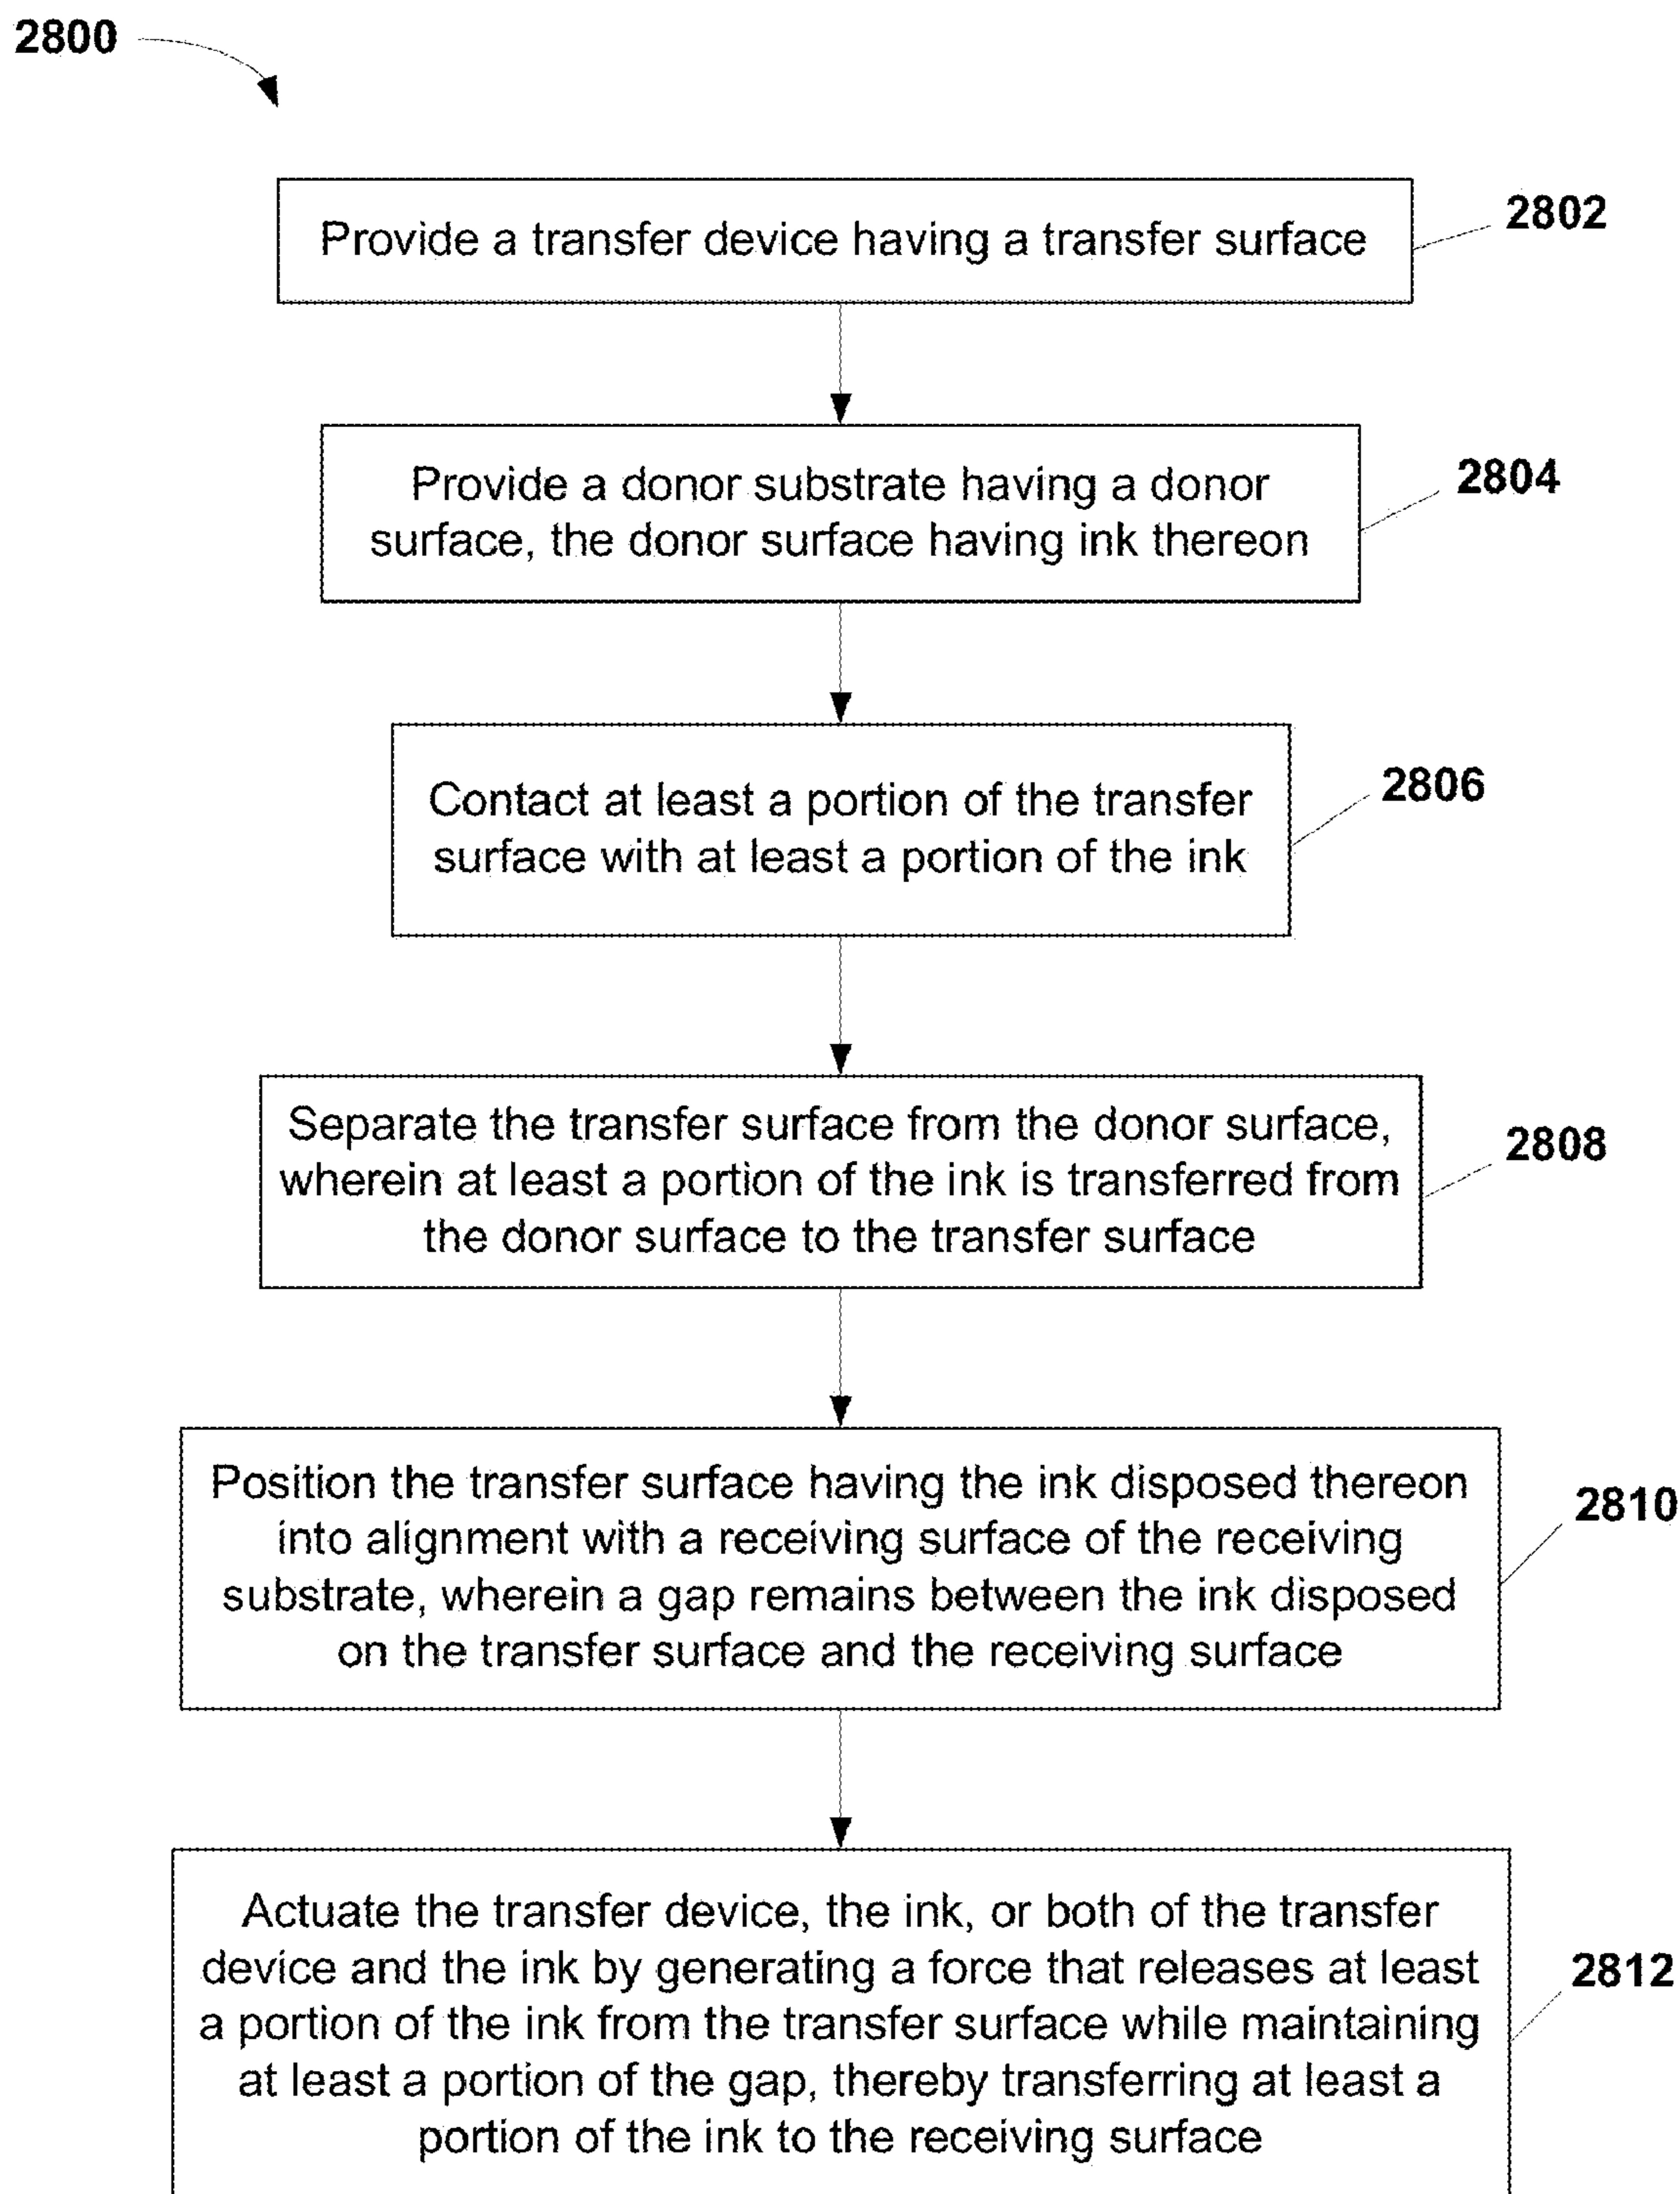 2800
Provide a transfer device having a transfer surface
2802
Provide a donor substrate having a donor
surface, the donor surface having ink thereon
2804
Contact at least a portion of the transfer
surface with at least a portion of the ink
2806
Separate the transfer surface from the donor surface,
wherein at least a portion of the ink is transferred from
the donor surface to the transfer surface
2808
Position the transfer surface having the ink disposed thereon
into alignment with a receiving surface of the receiving
substrate, wherein a gap remains between the ink disposed
on the transfer surface and the receiving surface
2810
Actuate the transfer device, the ink, or both of the transfer
device and the ink by generating a force that releases at least
a portion of the ink from the transfer surface while maintaining
at least a portion of the gap, thereby transferring at least a
portion of the ink to the receiving surface
2812